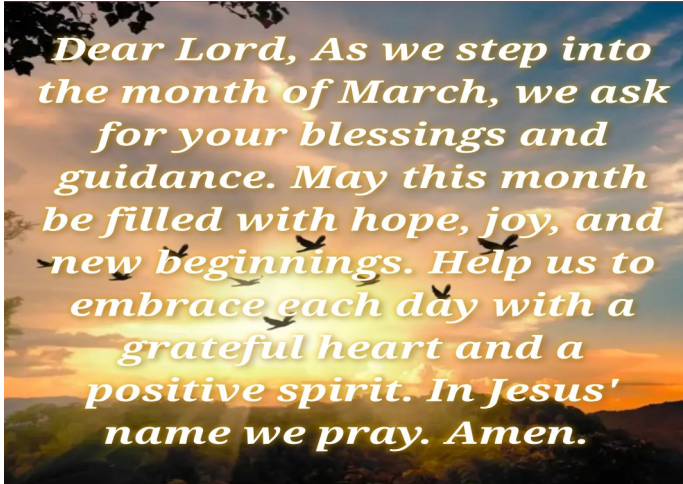 Dear Lord, As we step into
the month of March, we ask
for your blessings and
guidance. May this month
be filled with hope, joy, and
new beginnings. Help us to
embrace each day with a
grateful heart and a
positive spirit. In Jesus'
name we pray. Amen.